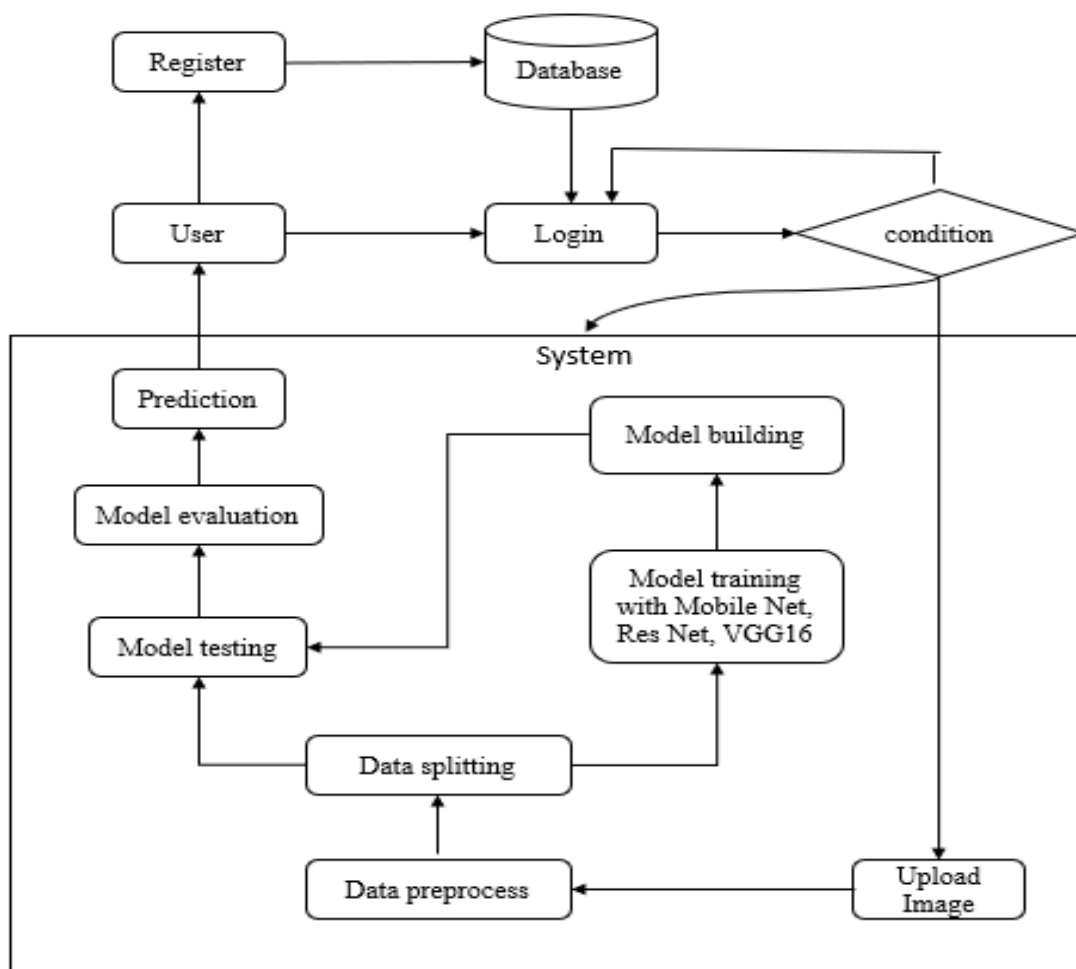 Register
Database
User
Login
condition
System
Prediction
Model building
Model evaluation
Model training
with Mobile Net,
Res Net, VGG16
Model testing
Data splitting
Data preprocess
Upload
Image